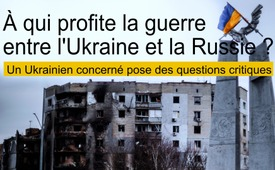 À qui profite la guerre
entre l'Ukraine et la Russie ?
Un Ukrainien concerné pose des questions critiques